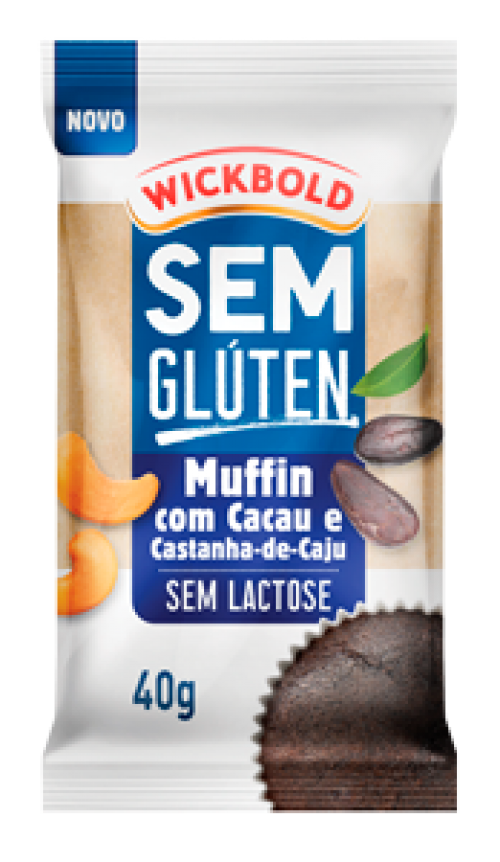 NOVO
WICKBOLD
SEM
GLÚTEN
Muffin
com Cacau e
Castanha-de-Caju
SEM LACTOSE
40g